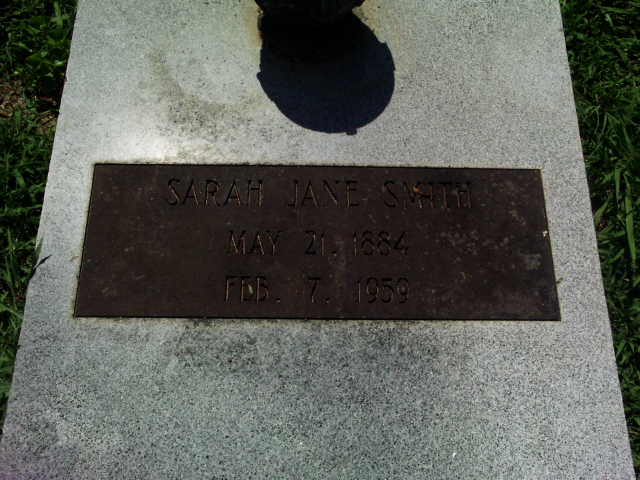 SARAH JANE SMITH
MAY 21, 1884
FEB. 7, 1959